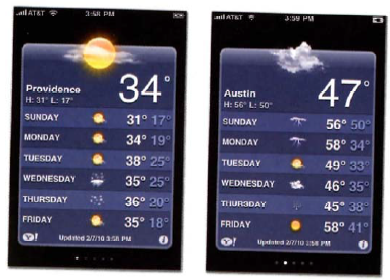 AT&T 3:58 PM
34°
Providence
H: 31° L: 17°
SUNDAY 31° 17°
MONDAY 34° 19°
TUESDAY 38° 25°
WEDNESDAY 35° 25°
THURSDAY 36° 20°
FRIDAY 35° 18°
Y! Updated 2/7/10 3:58 PM i
AT&T 3:59 PM
47°
Austin
H: 56° L: 50°
SUNDAY 56° 50°
MONDAY 58° 34°
TUESDAY 49° 33°
WEDNESDAY 46° 35°
THURSDAY 45° 38°
FRIDAY 58° 41°
Y! Updated 2/7/10 3:58 PM i